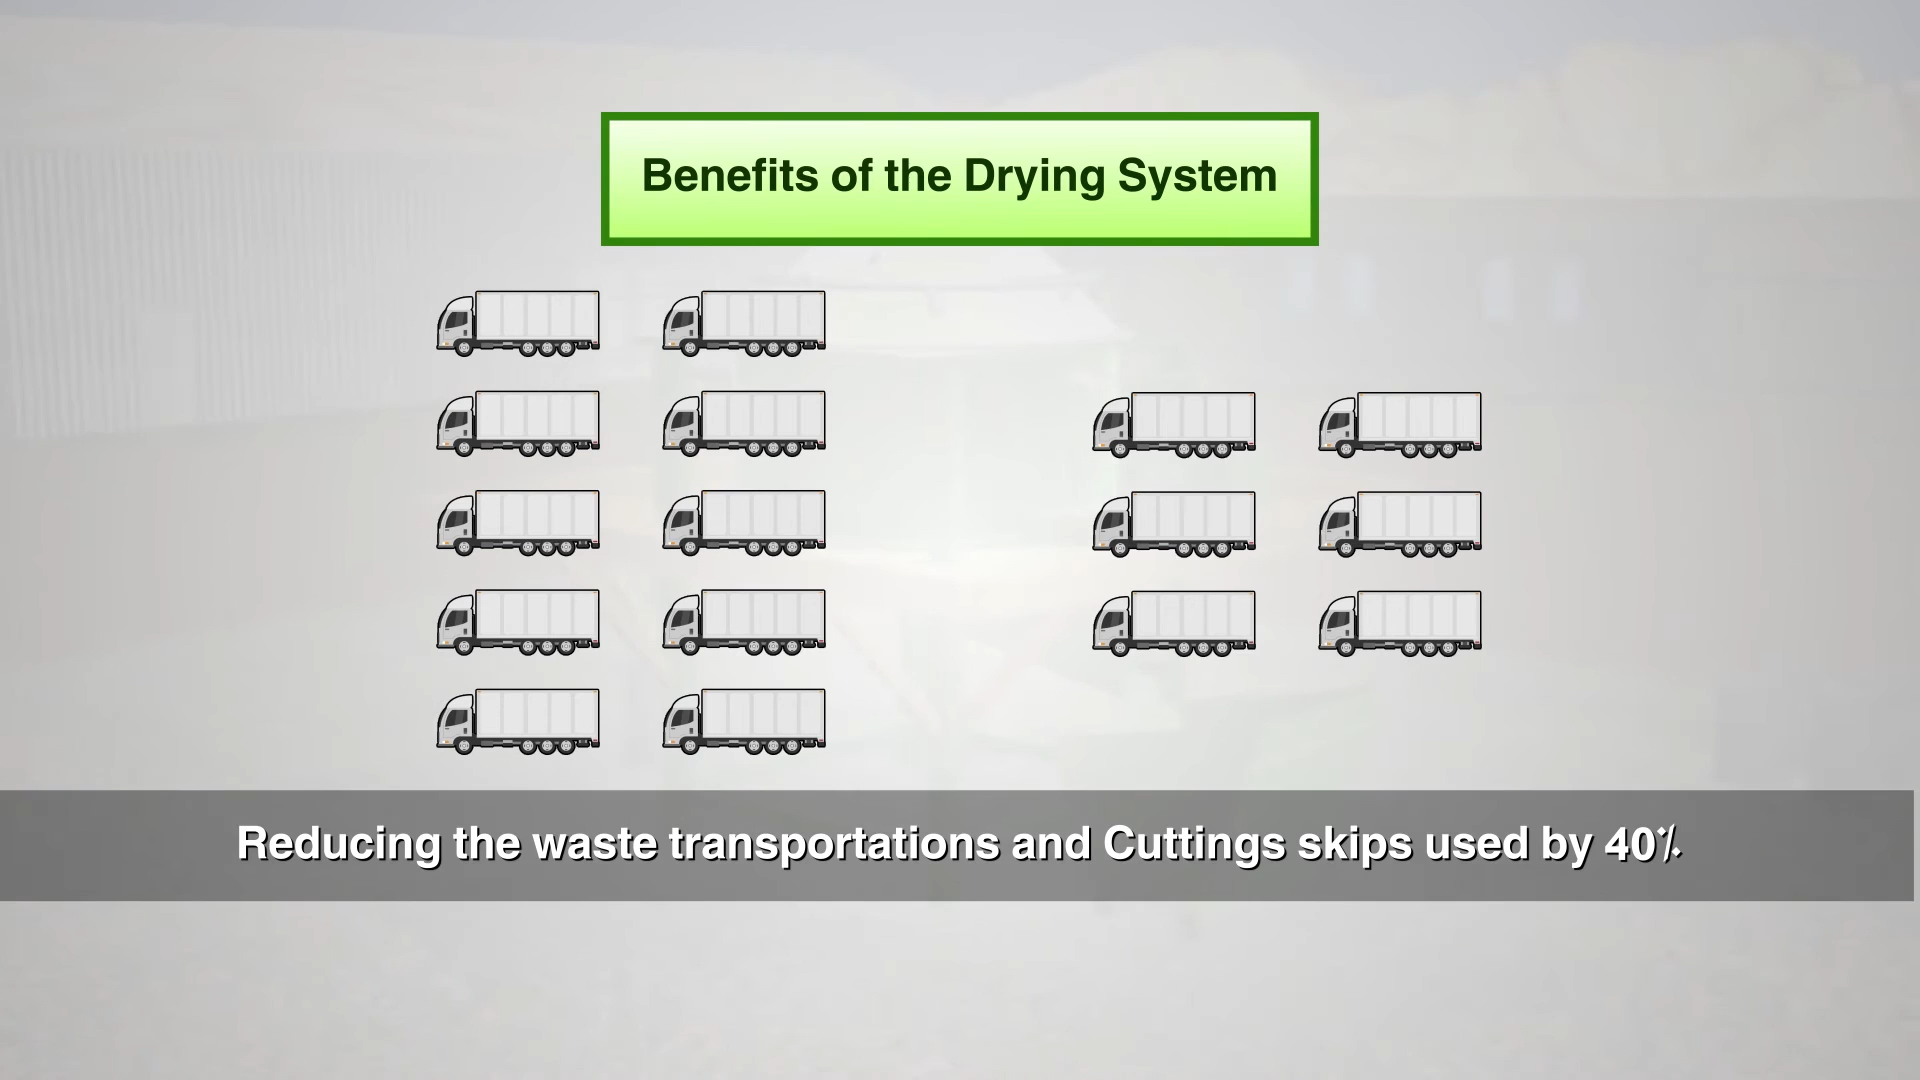 Benefits of the Drying System
Reducing the waste transportations and Cuttings skips used by 40%